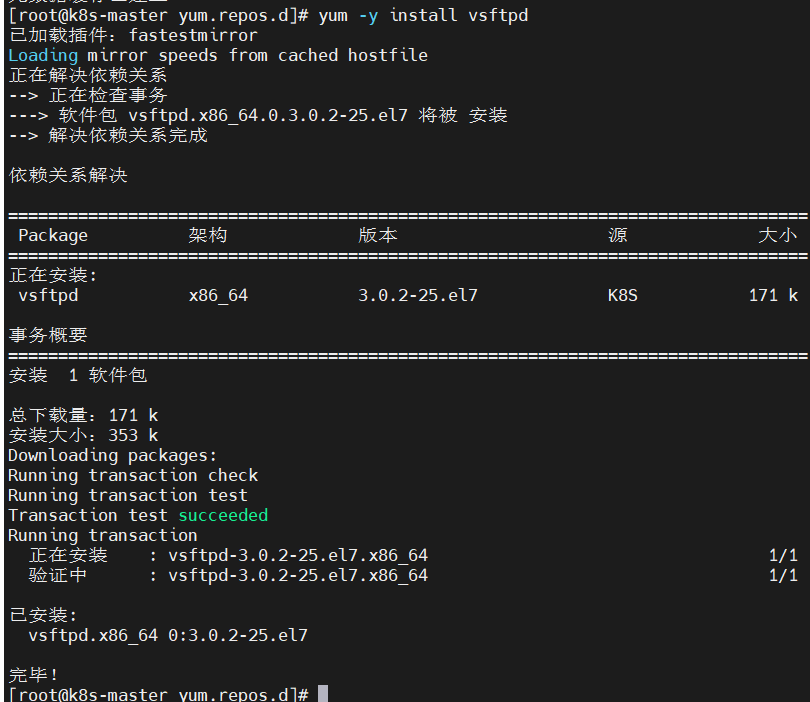 [root@k8s-master yum.repos.d]# yum -y install vsftpd
已加载插件：fastestmirror
Loading mirror speeds from cached hostfile
正在解决依赖关系
--> 正在检查事务
---> 软件包 vsftpd.x86_64.0.3.0.2-25.el7 将被 安装
--> 解决依赖关系完成
依赖关系解决
================================================================================
Package 架构 版本 源 大小
================================================================================
正在安装:
vsftpd x86_64 3.0.2-25.el7 K8S 171 k
事务概要
================================================================================
安装 1 软件包
总下载量：171 k
安装大小：353 k
Downloading packages:
Running transaction check
Running transaction test
Transaction test succeeded
Running transaction
正在安装 : vsftpd-3.0.2-25.el7.x86_64 1/1
验证中 : vsftpd-3.0.2-25.el7.x86_64 1/1
已安装:
vsftpd.x86_64 0:3.0.2-25.el7
完毕！
[root@k8s-master yum.repos.d]#